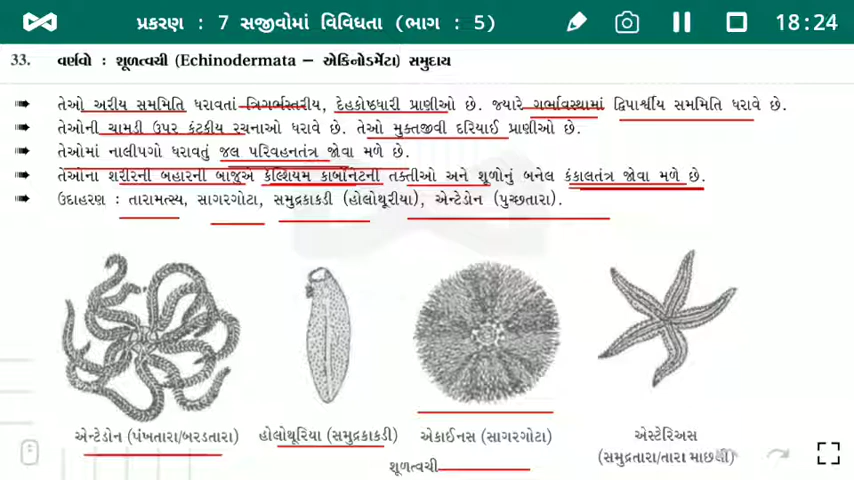 પ્રકરણ : 7 સજીવોમાં વિવિધતા (ભાગ : 5)
18:24
33. વર્ણવો : શૂળત્વચી (Echinodermata – એકિનોડર્મેટા) સમુદાય
➠ તેઓ અરીય સમમિતિ ધરાવતાં ત્રિગર્ભસ્તરીય, દેહકોષ્ઠધારી પ્રાણીઓ છે. જ્યારે ગર્ભાવસ્થામાં દ્વિપાર્શ્વીય સમમિતિ ધરાવે છે.
➠ તેઓની ચામડી ઉપર કંટકીય રચનાઓ ધરાવે છે. તેઓ મુક્તજીવી દરિયાઈ પ્રાણીઓ છે.
➠ તેઓમાં નાલીપગો ધરાવતું જલ પરિવહનતંત્ર જોવા મળે છે.
➠ તેઓના શરીરની બહારની બાજુએ કૅલ્શિયમ કાર્બોનેટની તક્તીઓ અને શૂળોનું બનેલ કંકાલતંત્ર જોવા મળે છે.
➠ ઉદાહરણ : તારામત્સ્ય, સાગરગોટા, સમુદ્રકાકડી (હોલોથૂરીયા), એન્ટેડોન (પુચ્છતારા).
એન્ટેડોન (પંખતારા/બરડતારા)
હોલોથૂરિયા (સમુદ્રકાકડી)
એકાઈનસ (સાગરગોટા)
એસ્ટેરિઅસ
(સમુદ્રતારા/તારા માછલી)
શૂળત્વચી